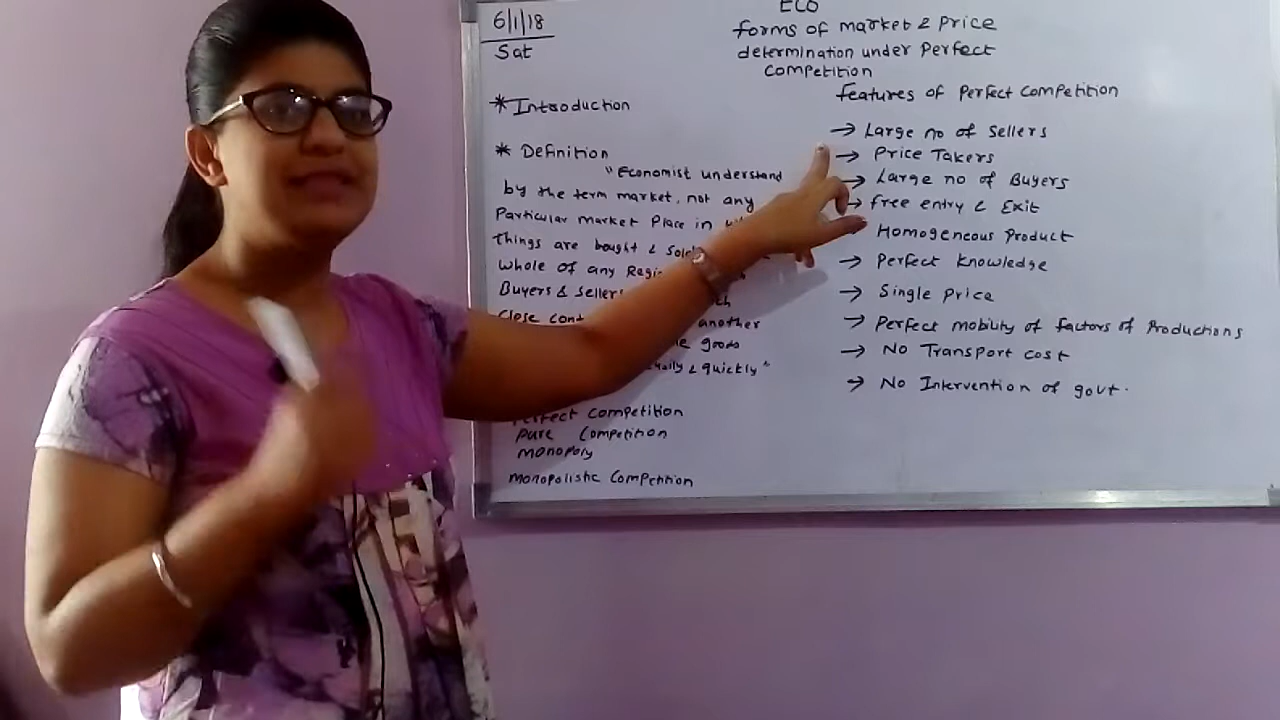 6/1/18
Sat
ECO
forms of market & Price
determination under Perfect
Competition
* Introduction
* Definition
"Economist understand
by the term market, not any
Particular market Place in
things are bought & Sold
whole of any
Buyers & Sellers
Close another
goods
& quickly"
Perfect Competition
Pure Competition
monopoly
monopolistic Competition
features of Perfect Competition
→ Large no of Sellers
→ Price Takers
→ Large no of Buyers
→ free entry & Exit
Homogeneous Product
→ Perfect Knowledge
→ Single Price
→ Perfect mobility of factors of Productions
→ No Transport cost
→ No Intervention of govt.